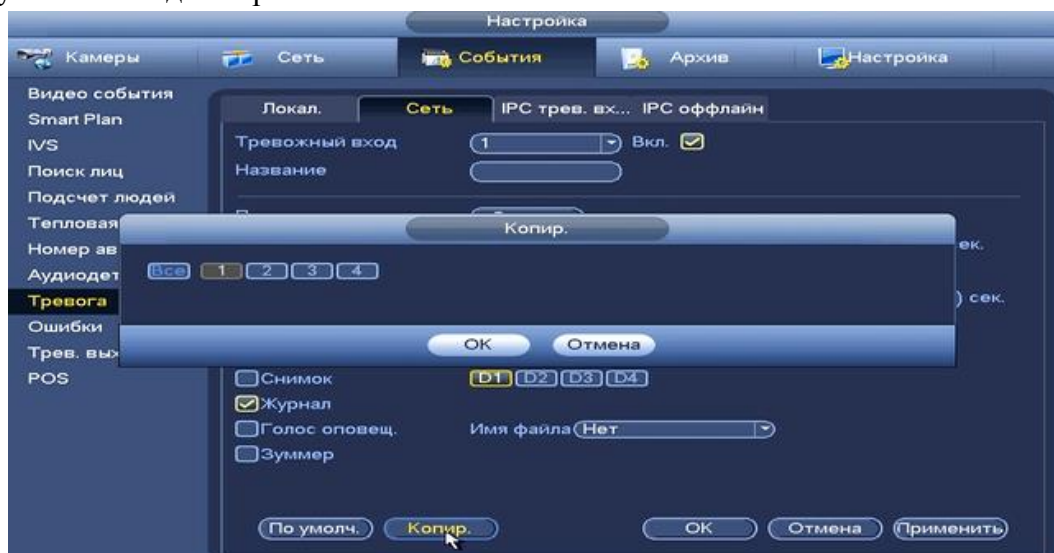 Настройка
Камеры Сеть События Архив Настройка
Видео события
Smart Plan
IVS
Поиск лиц
Подсчет людей
Тепловая
Номер ав
Аудиодет
Тревога
Ошибки
Трев. вых
POS
Локал. Сеть IPC трев. вх... IPC оффлайн
Тревожный вход 1 Вкл.
Название
ек.
) сек.
Копир.
Все 1 2 3 4
OK Отмена
Снимок D1 D2 D3 D4
Журнал
Голос оповещ. Имя файла Нет
Зуммер
По умолч. Копир. OK Отмена Применить